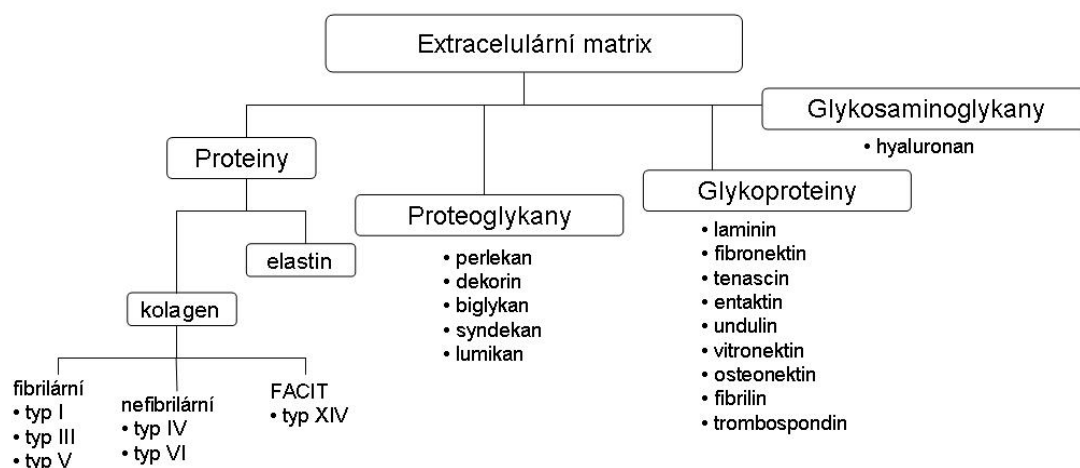 Extracelulární matrix
Glykosaminoglykany
• hyaluronan
Proteiny
Glykoproteiny
• laminin
• fibronektin
• tenascin
• entaktin
• undulin
• vitronektin
• osteonektin
• fibrilin
• trombospondin
Proteoglykany
• perlekan
• dekorin
• biglykan
• syndekan
• lumikan
elastin
kolagen
fibrilární
• typ I
• typ III
• typ V
nefibrilární
• typ IV
• typ VI
FACIT
• typ XIV